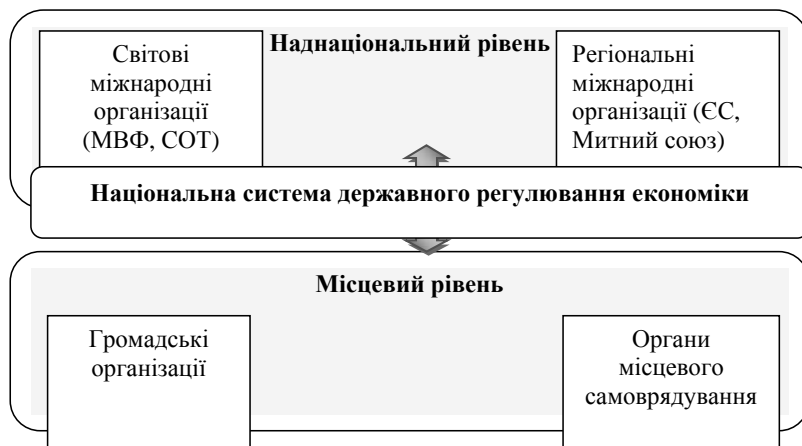 Наднаціональний рівень
Світові
міжнародні
організації
(МВФ, СОТ)
Регіональні
міжнародні
організації (ЄС,
Митний союз)
Національна система державного регулювання економіки
Місцевий рівень
Громадські
організації
Органи
місцевого
самоврядування